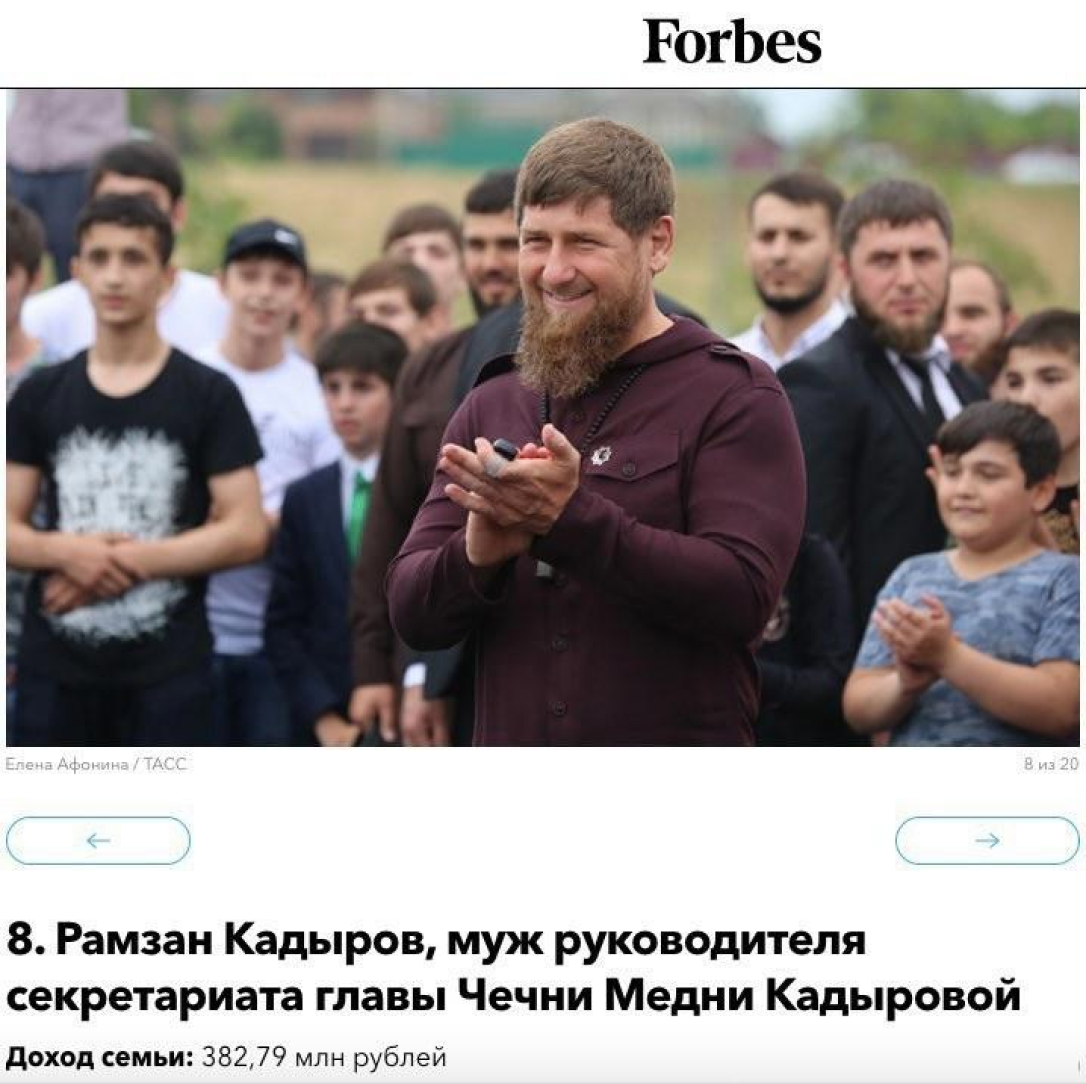 Forbes
Елена Афонина / ТАСС
8 из 20
←
→
8. Рамзан Кадыров, муж руководителя
секретариата главы Чечни Медни Кадыровой
Доход семьи: 382,79 млн рублей